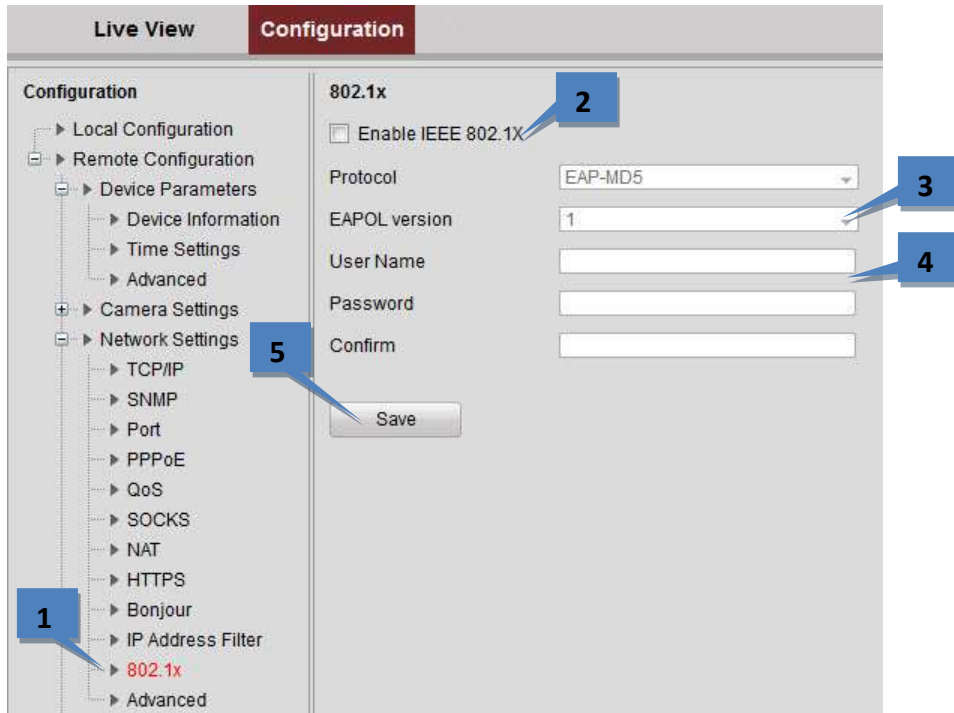 Live View
Configuration
Configuration
Local Configuration
Remote Configuration
Device Parameters
Device Information
Time Settings
Advanced
Camera Settings
Network Settings
TCP/IP
SNMP
Port
PPPoE
QoS
SOCKS
NAT
HTTPS
Bonjour
IP Address Filter
802.1x
Advanced
1
802.1x
2
Enable IEEE 802.1X
Protocol EAP-MD5
3
EAPOL version 1
User Name
4
Password
Confirm
5
Save